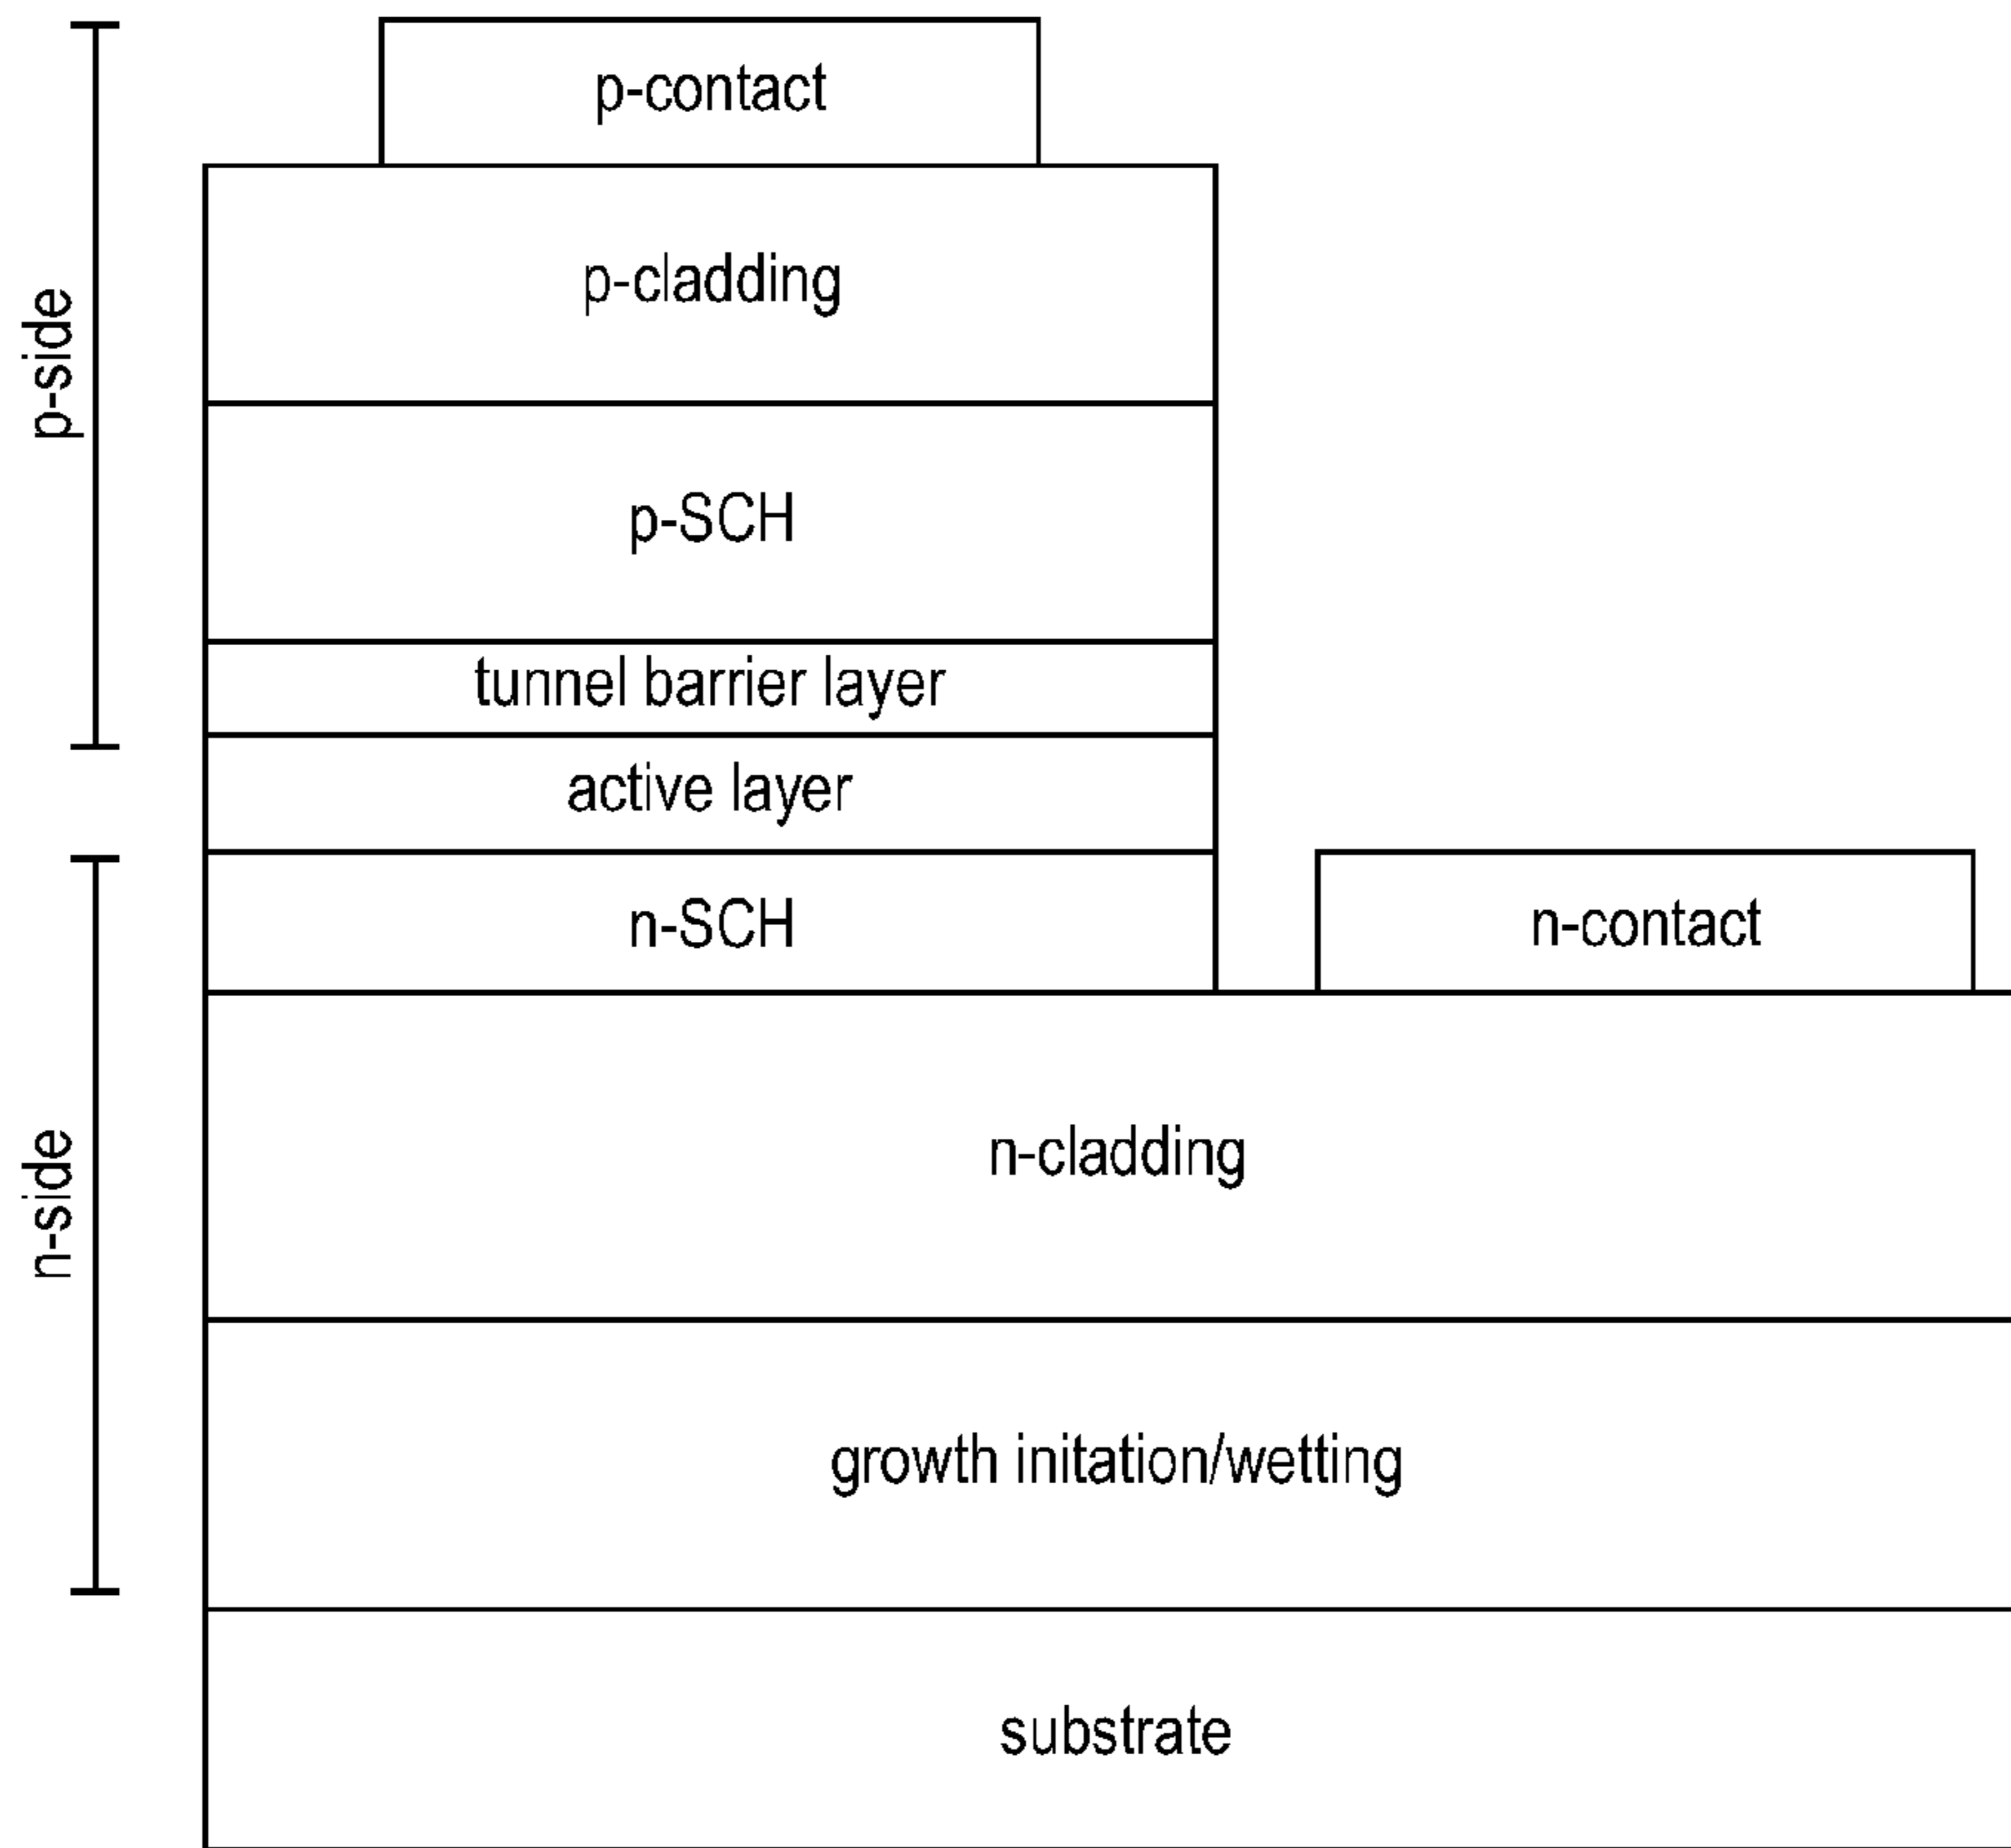 p-side
p-contact
p-cladding
p-SCH
tunnel barrier layer
active layer
n-side
n-SCH
n-contact
n-cladding
growth initation/wetting
substrate